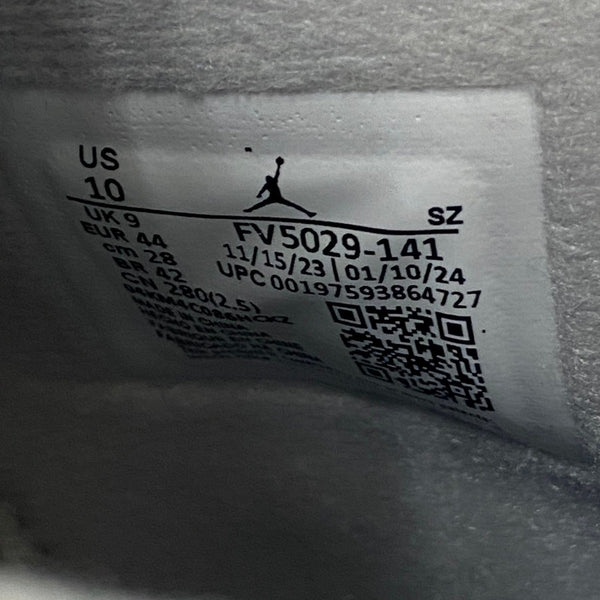 US
10
SZ
UK 9
EUR 44
cm 28
BR 42
CN 280(2.5)
FV5029-141
11/15/23 | 01/10/24
UPC 00197593864727
MADE IN CHINA